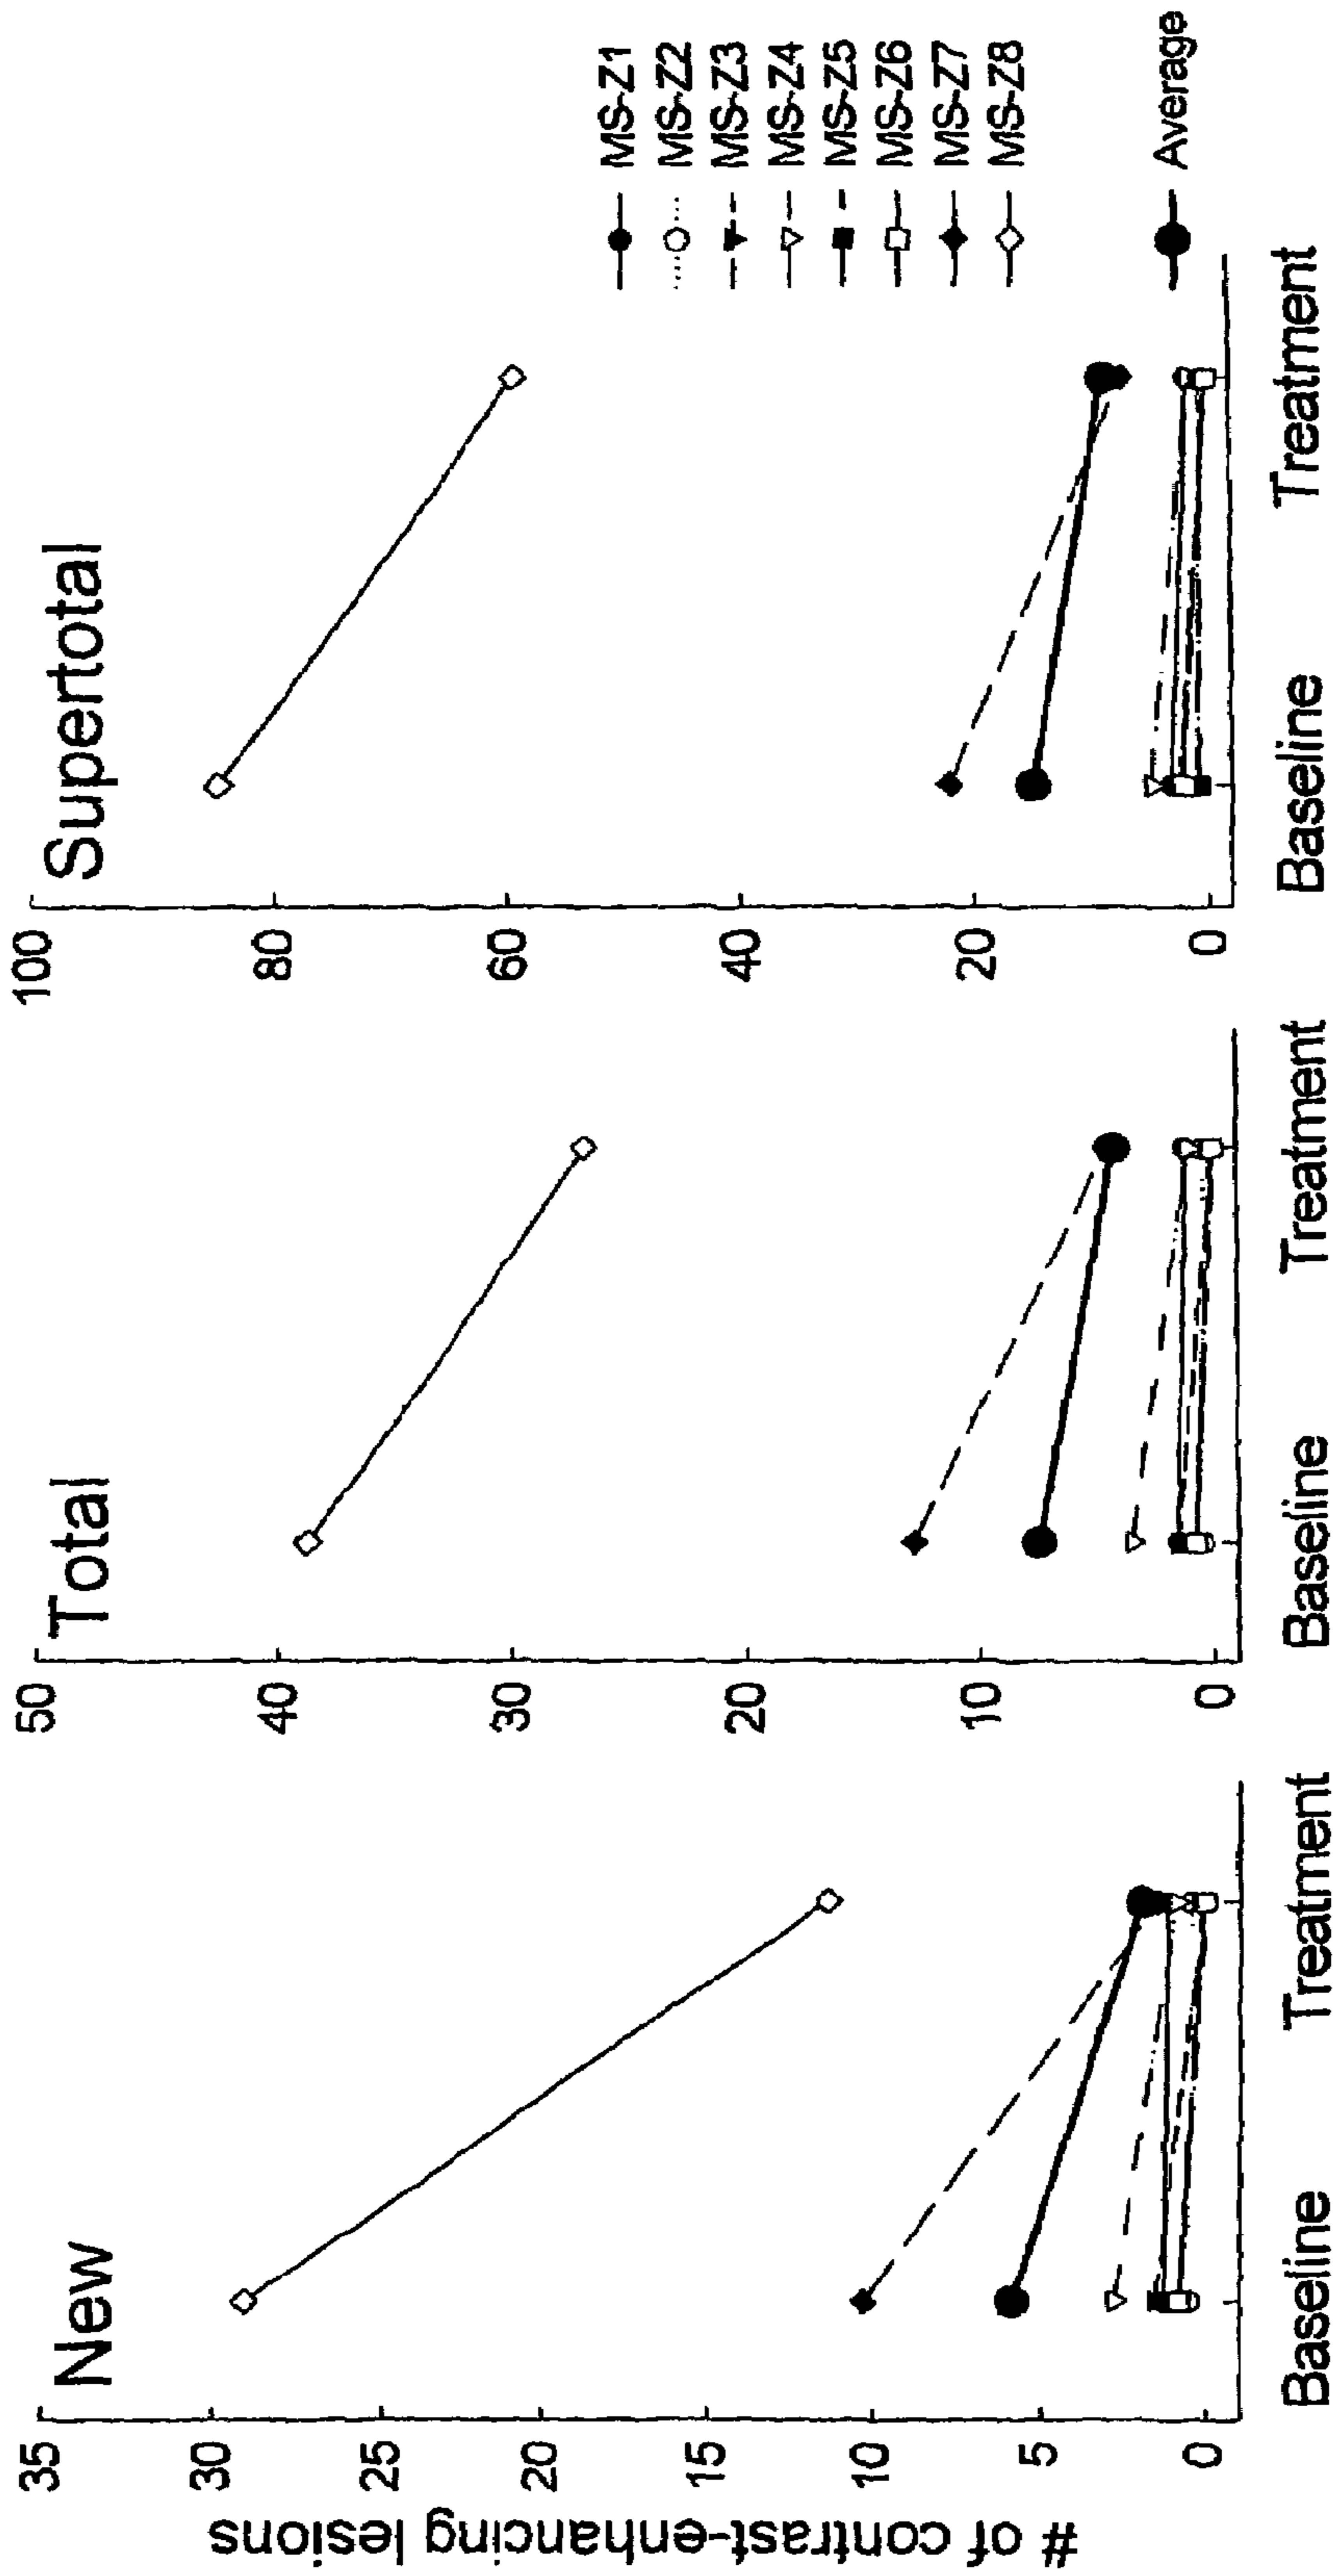 New
# of contrast-enhancing lesions
35
30
25
20
15
10
5
0
Baseline
Treatment
Total
50
40
30
20
10
0
Baseline
Treatment
Supertotal
100
80
60
40
20
0
Baseline
Treatment
MS-Z1
MS-Z2
MS-Z3
MS-Z4
MS-Z5
MS-Z6
MS-Z7
MS-Z8
Average